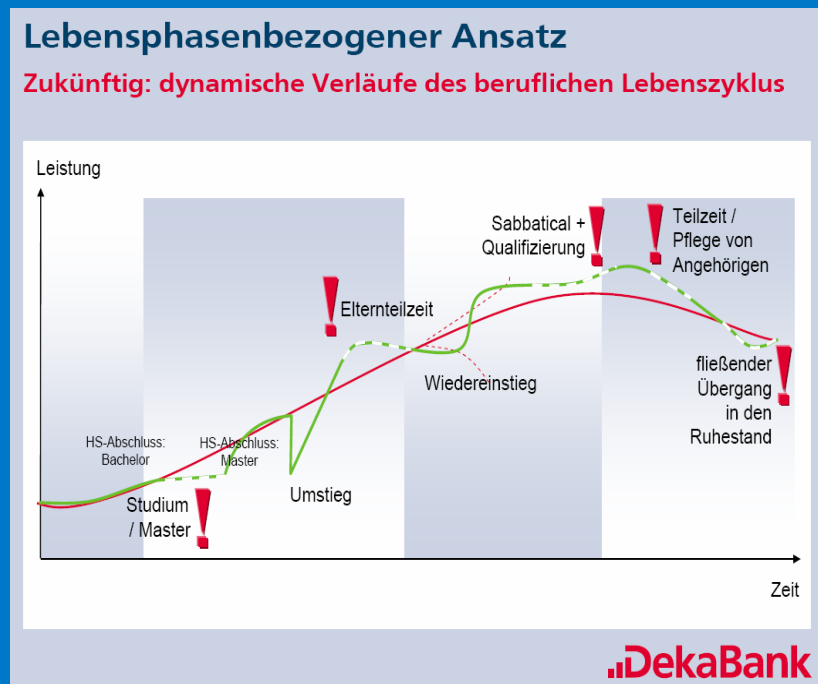 Lebensphasenbezogener Ansatz
Zukünftig: dynamische Verläufe des beruflichen Lebenszyklus
Leistung
Sabbatical +
Qualifizierung
Teilzeit /
Pflege von
Angehörigen
Elternteilzeit
Wiedereinstieg
fließender
Übergang
in den
Ruhestand
HS-Abschluss:
Bachelor
HS-Abschluss:
Master
Studium
/ Master
Umstieg
Zeit
DekaBank